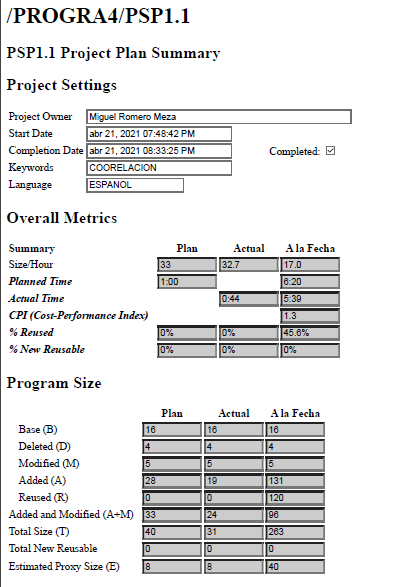 /PROGRA4/PSP1.1
PSP1.1 Project Plan Summary
Project Settings
Project Owner Miguel Romero Meza
Start Date abr 21, 2021 07:48:42 PM
Completion Date abr 21, 2021 08:33:25 PM Completed:
Keywords COORELACION
Language ESPANOL
Overall Metrics
Summary Plan Actual A la Fecha
Size/Hour 33 32.7 17.0
Planned Time 1:00 6:20
Actual Time 0:44 5:39
CPI (Cost-Performance Index) 1.3
% Reused 0% 0% 45.6%
% New Reusable 0% 0% 0%
Program Size
Plan Actual A la Fecha
Base (B) 16 16 16
Deleted (D) 4 4 4
Modified (M) 5 5 5
Added (A) 28 19 131
Reused (R) 0 0 120
Added and Modified (A+M) 33 24 96
Total Size (T) 40 31 263
Total New Reusable 0 0 0
Estimated Proxy Size (E) 8 8 40